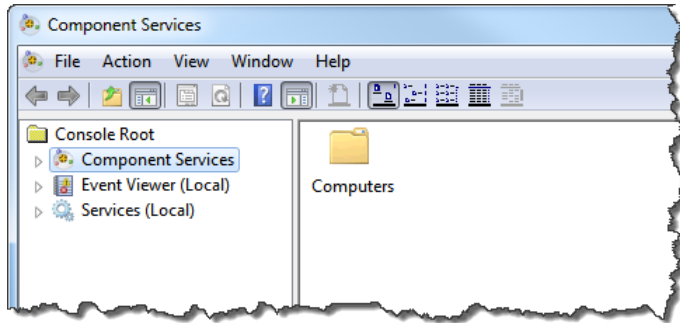 Component Services
File Action View Window Help
Console Root
Component Services
Event Viewer (Local)
Services (Local)
Computers